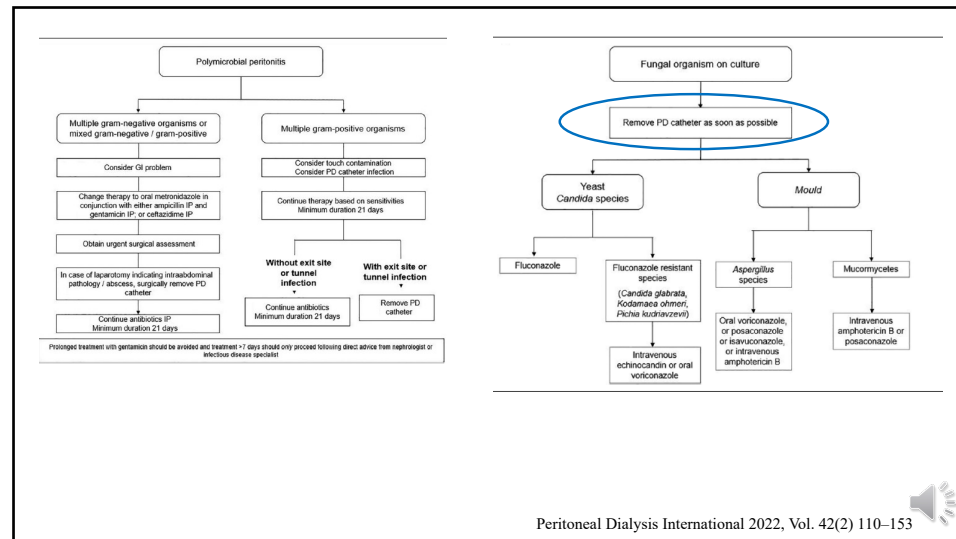 Polymicrobial peritonitis
Multiple gram-negative organisms or
mixed gram-negative / gram-positive
Consider GI problem
Change therapy to oral metronidazole in
conjunction with either ampicillin IP and
gentamicin IP; or ceftazidime IP
Obtain urgent surgical assessment
In case of laparotomy indicating intraabdominal
pathology / abscess, surgically remove PD
catheter
Continue antibiotics IP
Minimum duration 21 days
Multiple gram-positive organisms
Consider touch contamination
Consider PD catheter infection
Continue therapy based on sensitivities
Minimum duration 21 days
Without exit site
or tunnel
infection
Continue antibiotics
Minimum duration 21 days
With exit site or
tunnel infection
Remove PD
catheter
Prolonged treatment with gentamicin should be avoided and treatment >7 days should only proceed following direct advice from nephrologist or
infectious disease specialist
Fungal organism on culture
Remove PD catheter as soon as possible
Yeast
Candida species
Fluconazole
Fluconazole resistant
species
(Candida glabrata,
Kodamaea ohmeri,
Pichia kudriavzevii)
Intravenous
echinocandin or oral
voriconazole
Mould
Aspergillus
species
Oral voriconazole,
or posaconazole
or isavuconazole,
or intravenous
amphotericin B
Mucormycetes
Intravenous
amphotericin B or
posaconazole
Peritoneal Dialysis International 2022, Vol. 42(2) 110–153